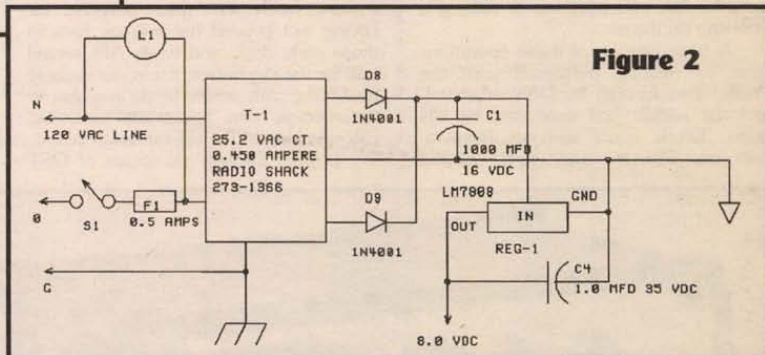 Figure 2
L1
N
120 VAC LINE
0
S1
F1
0.5 AMPS
G
T-1
25.2 VAC CT
0.450 AMPERE
RADIO SHACK
273-1366
D8
1N4001
D9
1N4001
C1
1000 MFD
16 VDC
LM7808
IN
OUT
GND
REG-1
C4
1.0 MFD 35 VDC
8.0 VDC